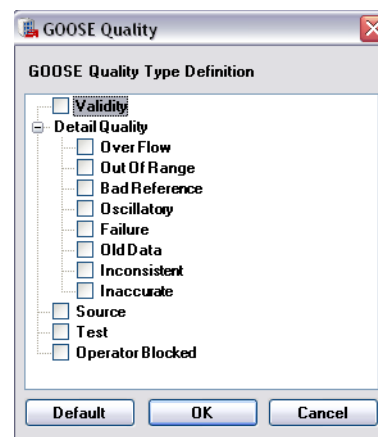 GOOSE Quality
GOOSE Quality Type Definition
Validity
Detail Quality
Over Flow
Out Of Range
Bad Reference
Oscillatory
Failure
Old Data
Inconsistent
Inaccurate
Source
Test
Operator Blocked
Default OK Cancel